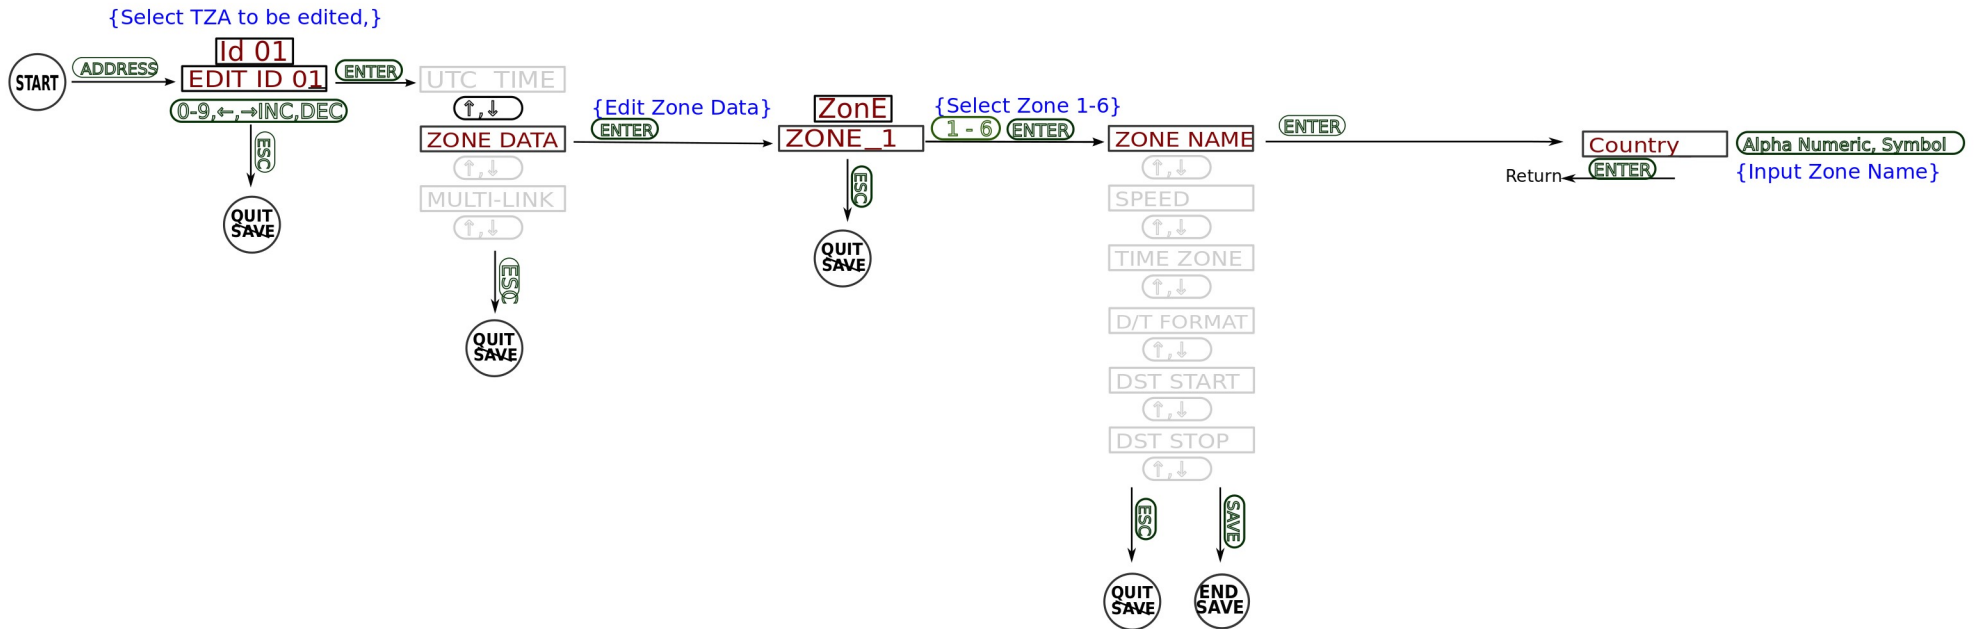 {Select TZA to be edited,}
START
ADDRESS
Id 01
EDIT ID 01
0-9,←,→INC,DEC
ESC
QUIT
SAVE
ENTER
UTC TIME
↑,↓
ZONE DATA
↑,↓
MULTI-LINK
↑,↓
ESC
QUIT
SAVE
{Edit Zone Data}
ENTER
ZonE
ZONE_1
ESC
QUIT
SAVE
{Select Zone 1-6}
1 - 6 ENTER
ZONE NAME
↑,↓
SPEED
↑,↓
TIME ZONE
↑,↓
D/T FORMAT
↑,↓
DST START
↑,↓
DST STOP
↑,↓
ESC
QUIT
SAVE
SAVE
END
SAVE
ENTER
Country
Alpha Numeric, Symbol
Return
ENTER
{Input Zone Name}